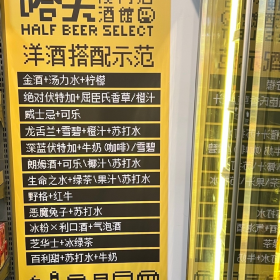 酒館
HALF BEER SELECT
洋酒搭配示范
金酒+汤力水+柠檬
绝对伏特加+屈臣氏香草/橙汁
威士忌+可乐
龙舌兰+雪碧+橙汁+苏打水
深蓝伏特加+牛奶(咖啡)/雪碧
朗姆酒+可乐\椰汁\苏打水
生命之水+绿茶\果汁\苏打水
野格+红牛
恶魔兔子+苏打水
冰粉×利口酒+气泡酒
芝华士+冰绿茶
百利甜+苏打水+牛奶